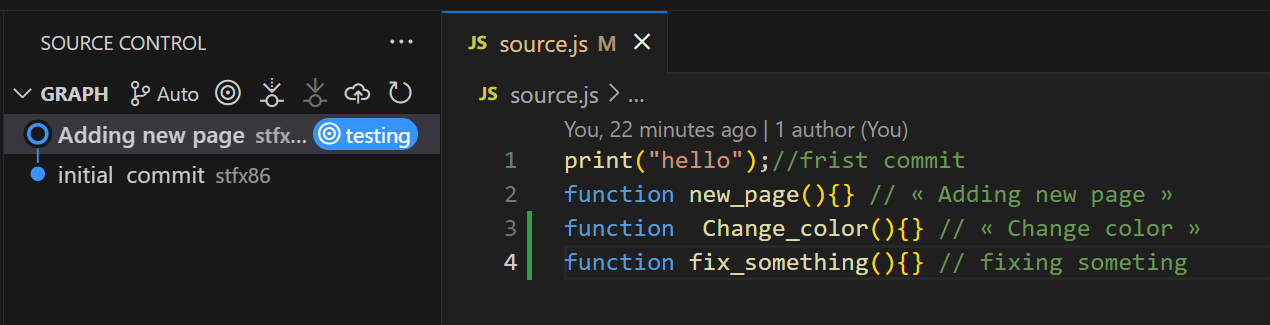 SOURCE CONTROL ...
GRAPH Auto
Adding new page stfx... testing
initial commit stfx86
JS source.js M
JS source.js > ...
You, 22 minutes ago | 1 author (You)
1 print("hello");//frist commit
2 function new_page(){} // « Adding new page »
3 function  Change_color(){} // « Change color »
4 function fix_something(){} // fixing someting